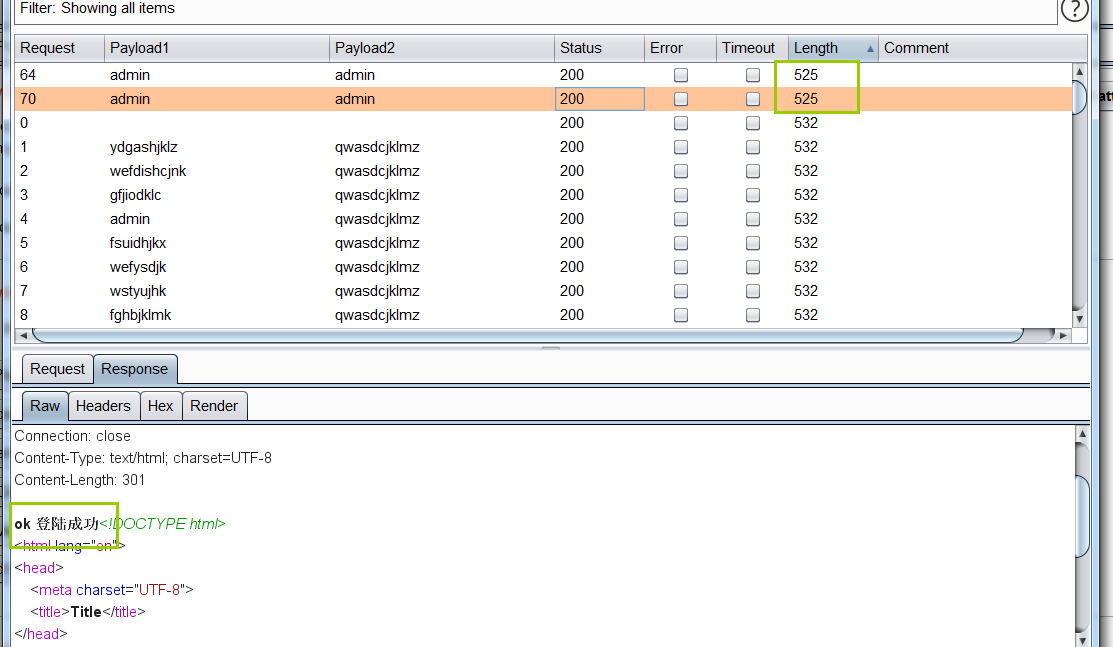 Filter: Showing all items
?
Request Payload1 Payload2 Status Error Timeout Length Comment
64 admin admin 200 525
70 admin admin 200 525
0 200 532
1 ydgashjklz qwasdcjklmz 200 532
2 wefdishcjnk qwasdcjklmz 200 532
3 gfjiodklc qwasdcjklmz 200 532
4 admin qwasdcjklmz 200 532
5 fsuidhjkx qwasdcjklmz 200 532
6 wefysdjk qwasdcjklmz 200 532
7 wstyujhk qwasdcjklmz 200 532
8 fghbjklmk qwasdcjklmz 200 532
Request Response
Raw Headers Hex Render
Connection: close
Content-Type: text/html; charset=UTF-8
Content-Length: 301
ok 登陆成功<!DOCTYPE html>
<html lang="en">
<head>
<meta charset="UTF-8">
<title>Title</title>
</head>